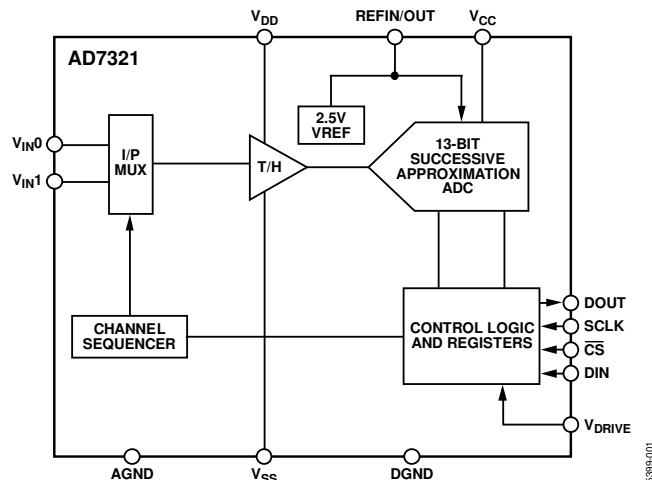 V_DD
REFIN/OUT
V_CC
AD7321
2.5V
VREF
V_IN0
V_IN1
I/P
MUX
T/H
13-BIT
SUCCESSIVE
APPROXIMATION
ADC
CHANNEL
SEQUENCER
CONTROL LOGIC
AND REGISTERS
DOUT
SCLK
C̅S̅
DIN
V_DRIVE
AGND
V_SS
DGND